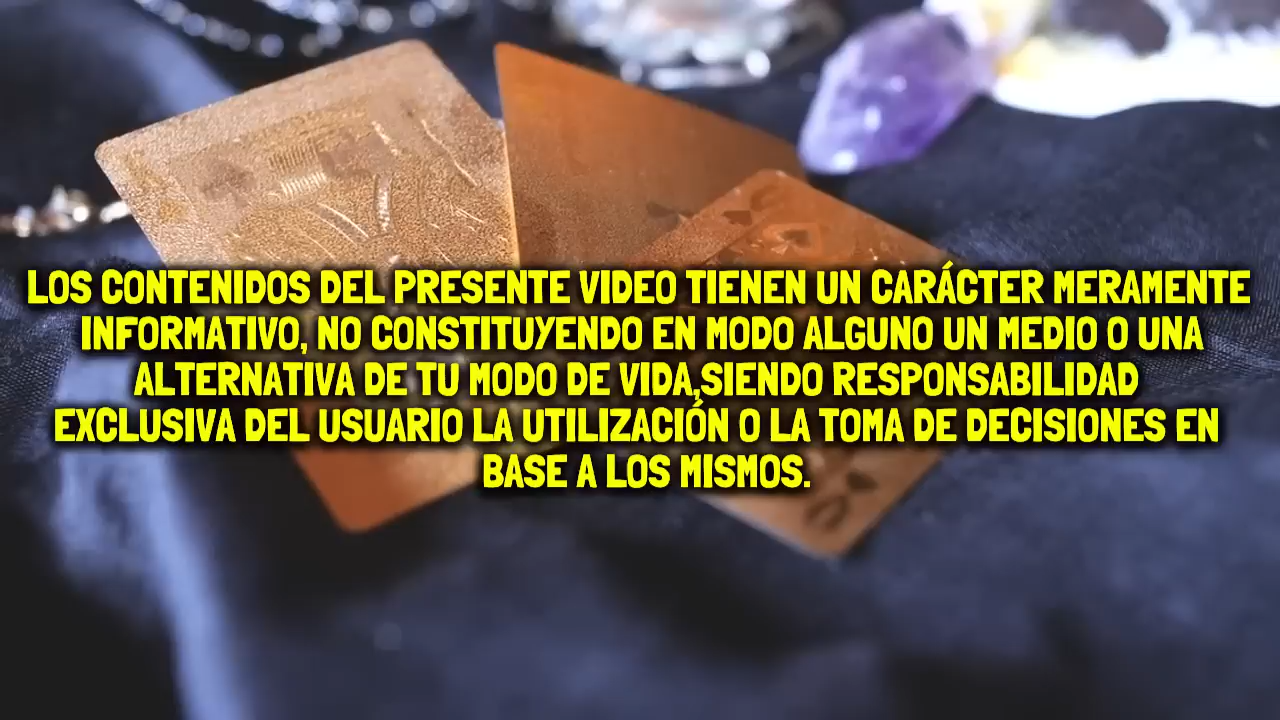 LOS CONTENIDOS DEL PRESENTE VIDEO TIENEN UN CARÁCTER MERAMENTE
INFORMATIVO, NO CONSTITUYENDO EN MODO ALGUNO UN MEDIO O UNA
ALTERNATIVA DE TU MODO DE VIDA,SIENDO RESPONSABILIDAD
EXCLUSIVA DEL USUARIO LA UTILIZACIÓN O LA TOMA DE DECISIONES EN
BASE A LOS MISMOS.